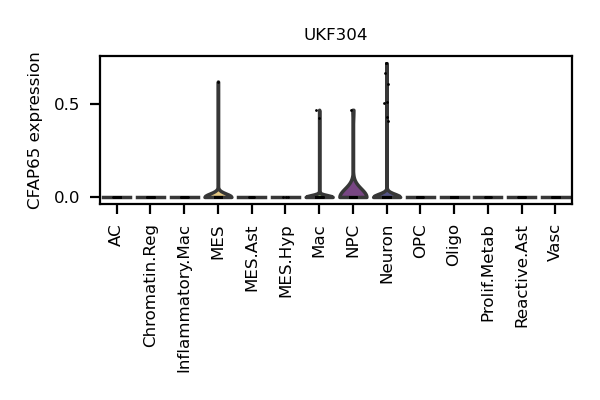 UKF304
CFAP65 expression
0.5
0.0
AC
Chromatin.Reg
Inflammatory.Mac
MES
MES.Ast
MES.Hyp
Mac
NPC
Neuron
OPC
Oligo
Prolif.Metab
Reactive.Ast
Vasc